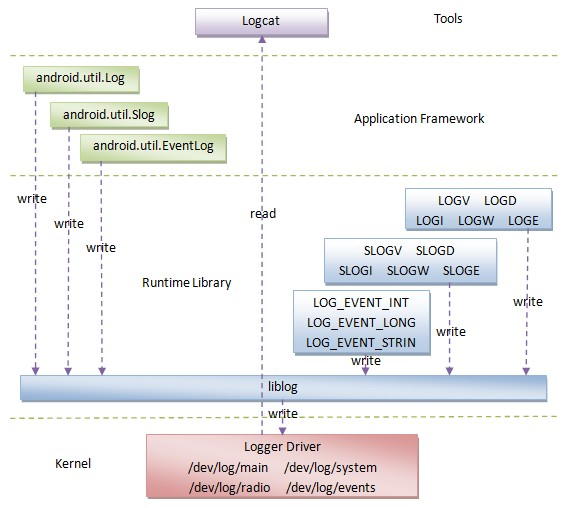 Logcat
Tools
android.util.Log
android.util.Slog
Application Framework
android.util.EventLog
write
write
write
read
LOGV LOGD
LOGI LOGW LOGE
SLOGV SLOGD
SLOGI SLOGW SLOGE
Runtime Library
LOG_EVENT_INT
LOG_EVENT_LONG
LOG_EVENT_STRIN
write
write
write
liblog
write
Logger Driver
/dev/log/main /dev/log/system
/dev/log/radio /dev/log/events
Kernel